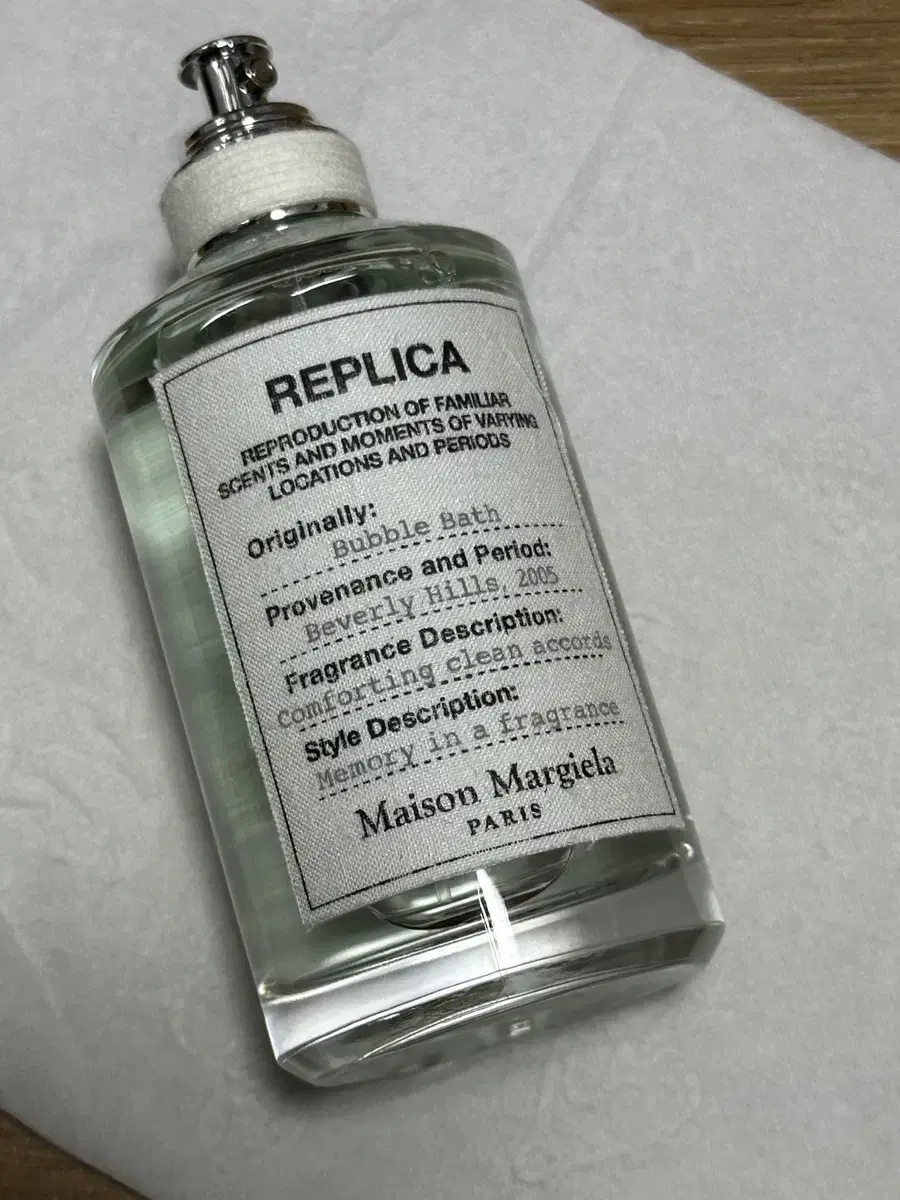 REPLICA
REPRODUCTION OF FAMILIAR
SCENTS AND MOMENTS OF VARYING
LOCATIONS AND PERIODS
Originally:
Bubble Bath
Provenance and Period:
Beverly Hills, 2005
Fragrance Description:
Comforting clean accords
Style Description:
Memory in a fragrance
Maison Margiela
PARIS